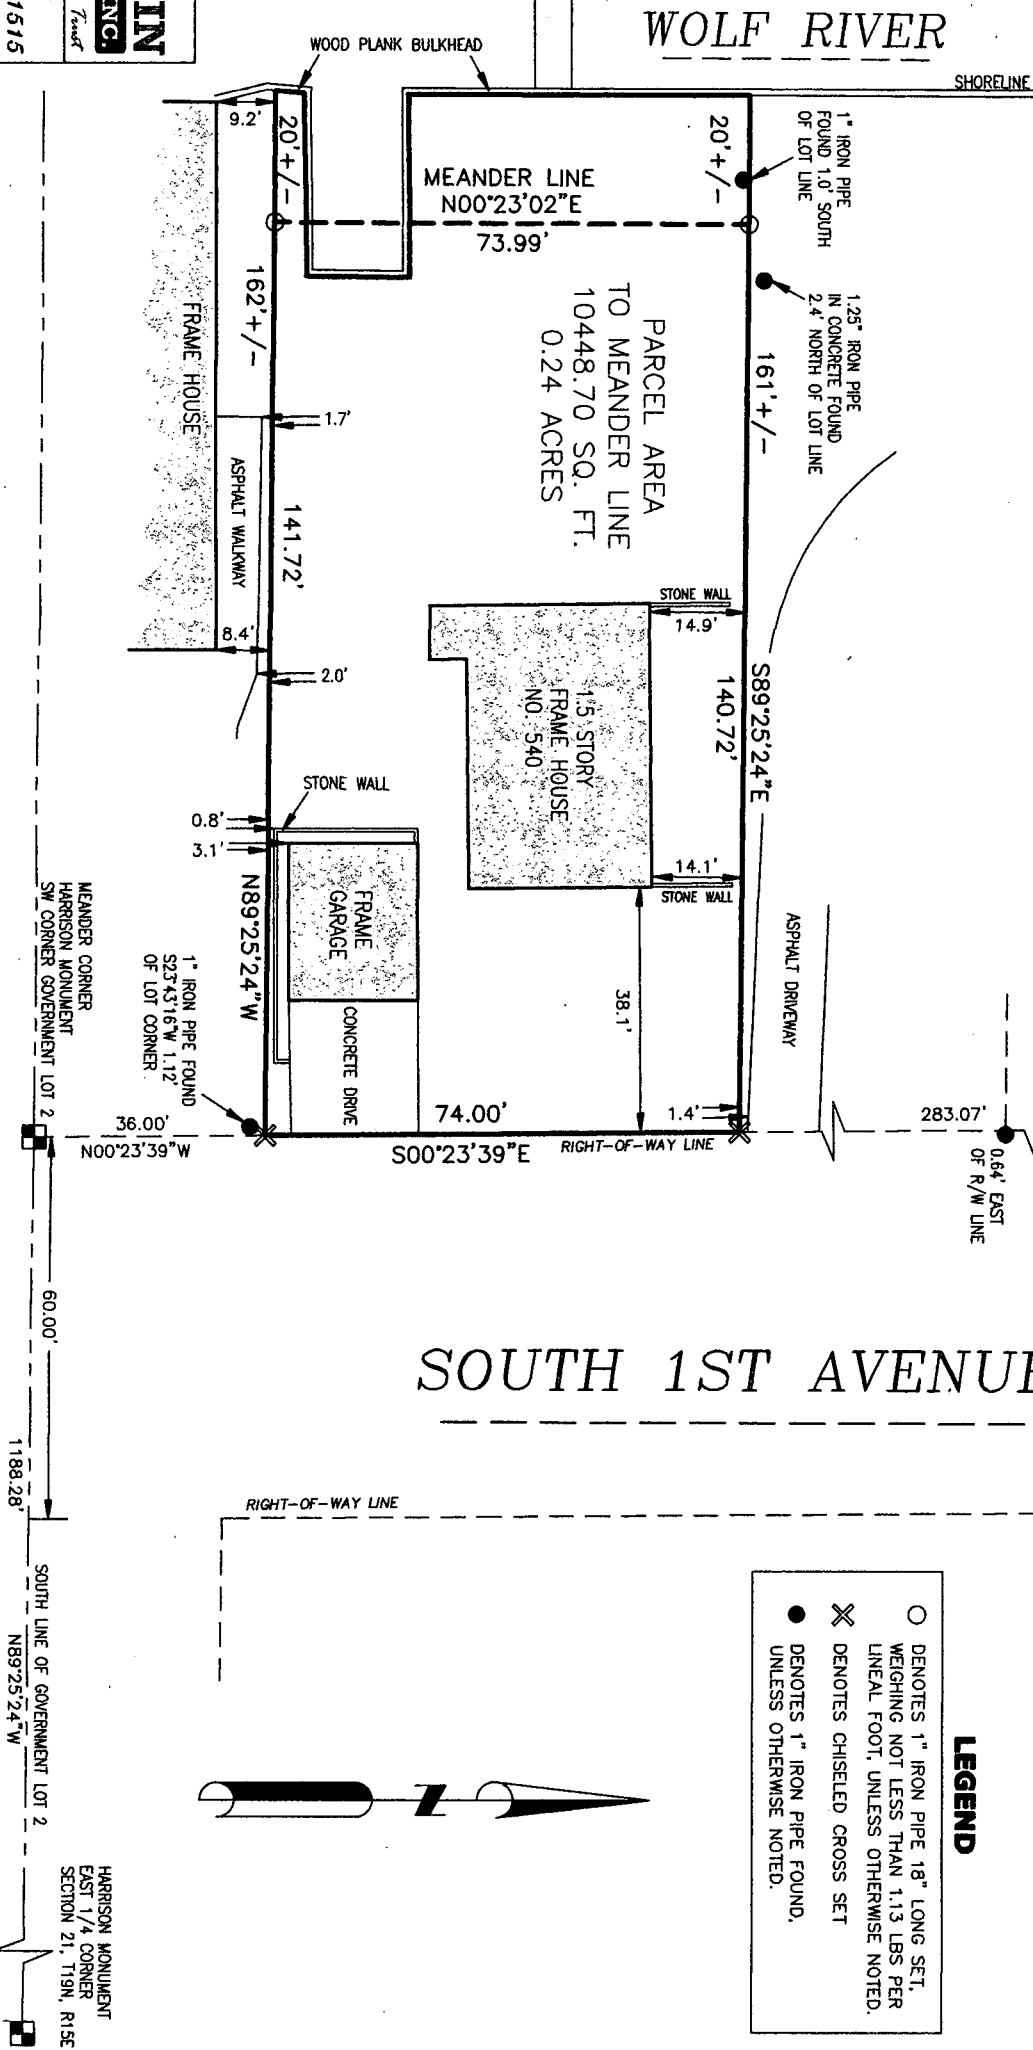 WOLF RIVER
SHORELINE
IN
INC.
Trust
1515
WOOD PLANK BULKHEAD
9.2'
20'+/-
20'+/-
1" IRON PIPE
FOUND 1.0' SOUTH
OF LOT LINE
MEANDER LINE
N00°23'02"E
73.99'
1.25" IRON PIPE
IN CONCRETE FOUND
2.4' NORTH OF LOT LINE
162'+/-
161'+/-
FRAME HOUSE
PARCEL AREA
TO MEANDER LINE
10448.70 SQ. FT.
0.24 ACRES
1.7'
ASPHALT WALKWAY
141.72'
8.4'
2.0'
STONE WALL
14.9'
S89°25'24"E
140.72'
1.5 STORY
FRAME HOUSE
NO. 540
STONE WALL
0.8'
3.1'
14.1'
STONE WALL
FRAME
GARAGE
N89°25'24"W
38.1'
ASPHALT DRIVEWAY
MEANDER CORNER
HARRISON MONUMENT
SW CORNER GOVERNMENT LOT 2
1" IRON PIPE FOUND
S23°43'16"W 1.12'
OF LOT CORNER
CONCRETE DRIVE
36.00'
N00°23'39"W
74.00'
S00°23'39"E
1.4'
RIGHT-OF-WAY LINE
283.07'
0.64' EAST
OF R/W LINE
60.00'
SOUTH 1ST AVENUE
1188.28'
RIGHT-OF-WAY LINE
SOUTH LINE OF GOVERNMENT LOT 2
N89°25'24"W
LEGEND
DENOTES 1" IRON PIPE 18" LONG SET,
WEIGHING NOT LESS THAN 1.13 LBS PER
LINEAL FOOT, UNLESS OTHERWISE NOTED.
DENOTES CHISELED CROSS SET
DENOTES 1" IRON PIPE FOUND,
UNLESS OTHERWISE NOTED.
N
HARRISON MONUMENT
EAST 1/4 CORNER
SECTION 21, T19N, R15E